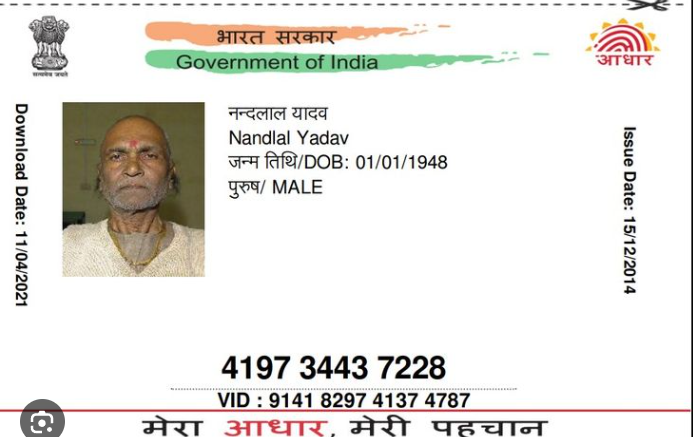 सत्यमेव जयते
भारत सरकार
Government of India
आधार
Download Date: 11/04/2021
नन्दलाल यादव
Nandlal Yadav
जन्म तिथि/DOB: 01/01/1948
पुरुष/ MALE
Issue Date: 15/12/2014
4197 3443 7228
VID : 9141 8297 4137 4787
मेरा आधार, मेरी पहचान